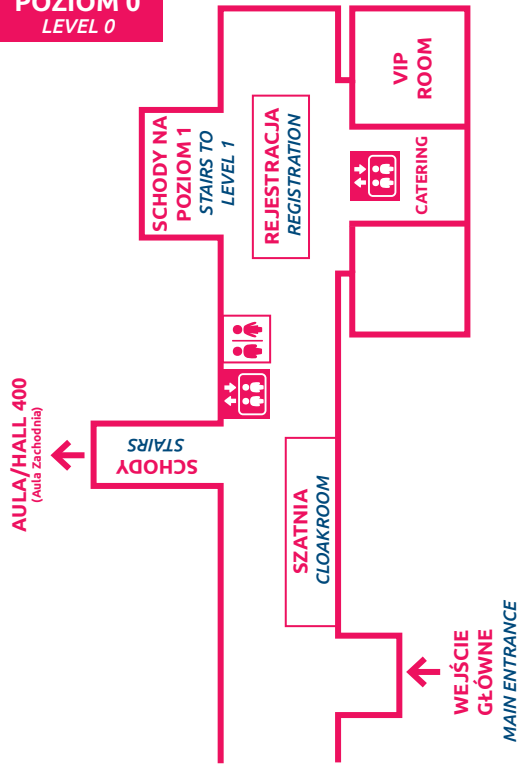 POZIOM 0
LEVEL 0
AULA/HALL 400
(Aula Zachodnia)
SCHODY
STAIRS
SCHODY NA
POZIOM 1
STAIRS TO
LEVEL 1
REJESTRACJA
REGISTRATION
VIP
ROOM
CATERING
SZATNIA
CLOAKROOM
WEJŚCIE
GŁÓWNE
MAIN ENTRANCE